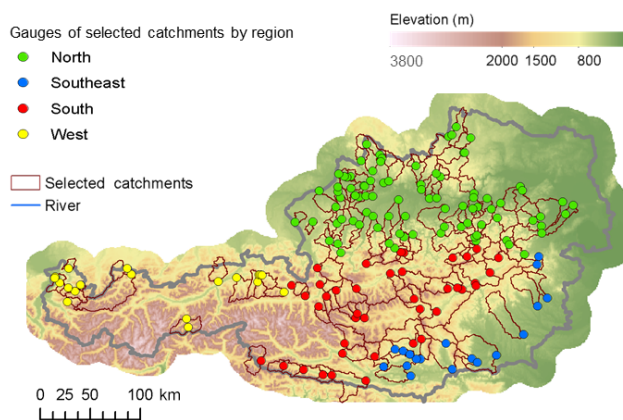 Elevation (m)
3800 2000 1500 800
Gauges of selected catchments by region
North
Southeast
South
West
Selected catchments
River
0 25 50 100 km